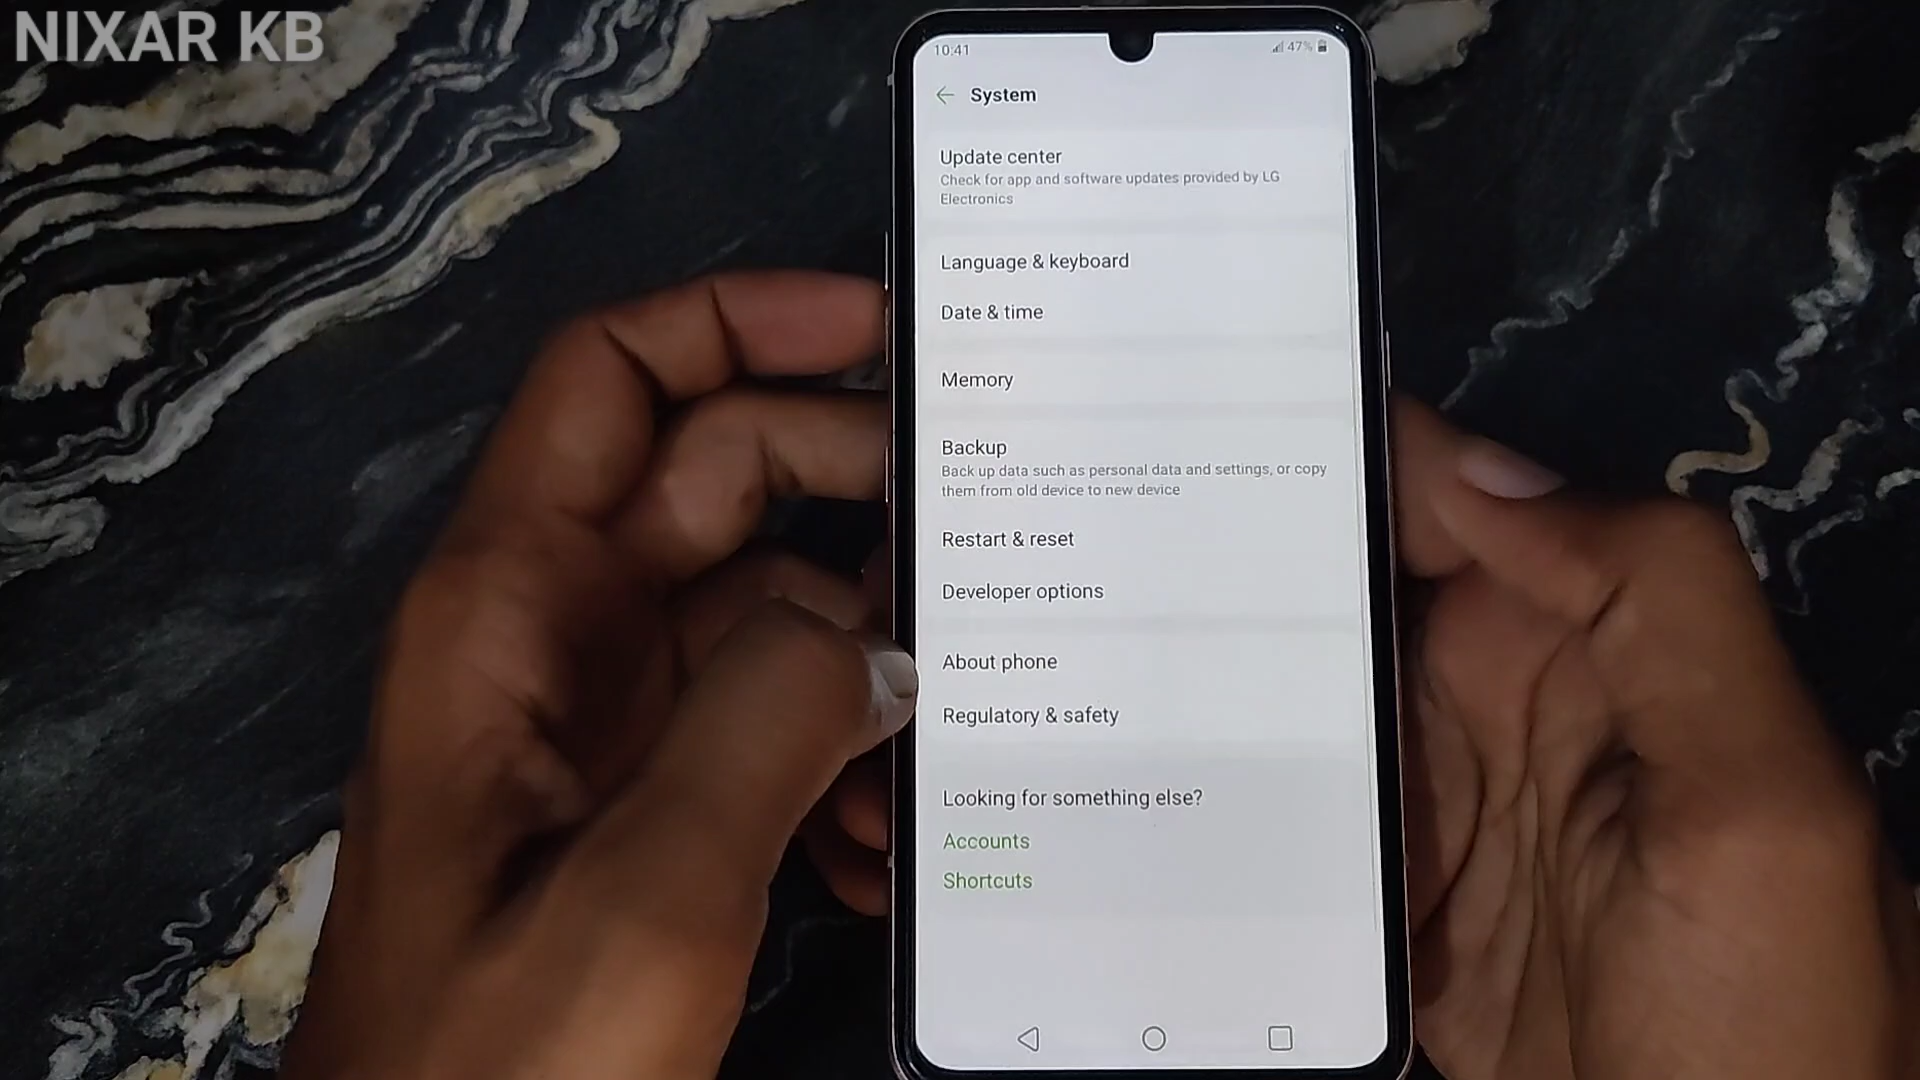 NIXAR KB
10:41
47%
System
Update center
Check for app and software updates provided by LG
Electronics
Language & keyboard
Date & time
Memory
Backup
Back up data such as personal data and settings, or copy
them from old device to new device
Restart & reset
Developer options
About phone
Regulatory & safety
Looking for something else?
Accounts
Shortcuts